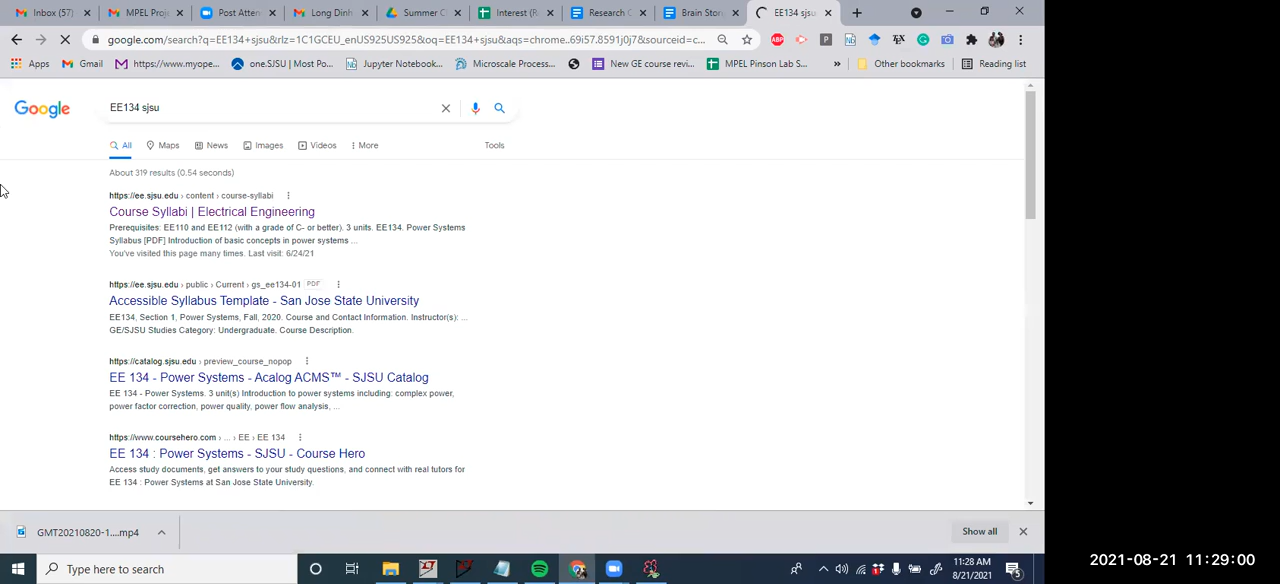 Inbox (57)
MPEL Proj
Post Atten
Long Dinh
Summer C
Interest (R
Research C
Brain Stor
EE134 sjsu
google.com/search?q=EE134+sjsu&rlz=1C1GCEU_enUS925US925&oq=EE134+sjsu&aqs=chrome..69i57.8591j0j7&sourceid=c...
Apps
Gmail
https://www.myope...
one.SJSU | Most Po...
Jupyter Notebook...
Microscale Process...
New GE course revi...
MPEL Pinson Lab S...
»
Other bookmarks
Reading list
Google
EE134 sjsu
All
Maps
News
Images
Videos
More
Tools
About 319 results (0.54 seconds)
https://ee.sjsu.edu › content › course-syllabi
Course Syllabi | Electrical Engineering
Prerequisites: EE110 and EE112 (with a grade of C- or better). 3 units. EE134. Power Systems
Syllabus [PDF] Introduction of basic concepts in power systems ...
You've visited this page many times. Last visit: 6/24/21
https://ee.sjsu.edu › public › Current › gs_ee134-01 PDF
Accessible Syllabus Template - San Jose State University
EE134, Section 1, Power Systems, Fall, 2020. Course and Contact Information. Instructor(s): ...
GE/SJSU Studies Category: Undergraduate. Course Description.
https://catalog.sjsu.edu › preview_course_nopop
EE 134 - Power Systems - Acalog ACMS™ - SJSU Catalog
EE 134 - Power Systems. 3 unit(s) Introduction to power systems including: complex power,
power factor correction, power quality, power flow analysis, ...
https://www.coursehero.com › ... › EE › EE 134
EE 134 : Power Systems - SJSU - Course Hero
Access study documents, get answers to your study questions, and connect with real tutors for
EE 134 : Power Systems at San Jose State University.
GMT20210820-1....mp4
Show all
Type here to search
11:28 AM
8/21/2021
5
2021-08-21 11:29:00